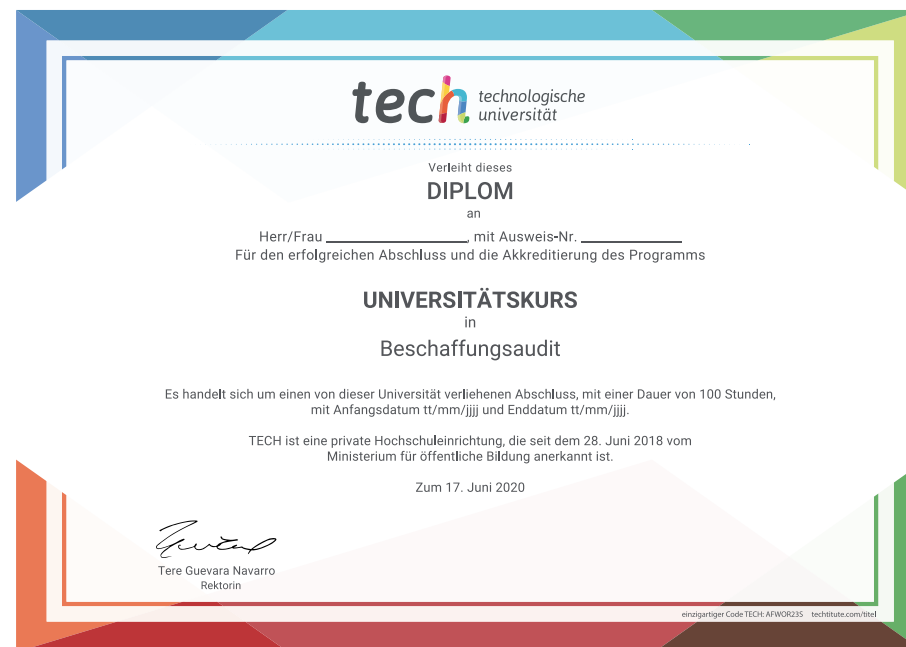 tech technologische
universität
Verleiht dieses
DIPLOM
an
Herr/Frau ____________________, mit Ausweis-Nr. ______________
Für den erfolgreichen Abschluss und die Akkreditierung des Programms
UNIVERSITÄTSKURS
in
Beschaffungsaudit
Es handelt sich um einen von dieser Universität verliehenen Abschluss, mit einer Dauer von 100 Stunden,
mit Anfangsdatum tt/mm/jjjj und Enddatum tt/mm/jjjj.
TECH ist eine private Hochschuleinrichtung, die seit dem 28. Juni 2018 vom
Ministerium für öffentliche Bildung anerkannt ist.
Zum 17. Juni 2020
Tere Guevara Navarro
Rektorin
einzigartiger Code TECH: AFWOR23S techtitute.com/titel